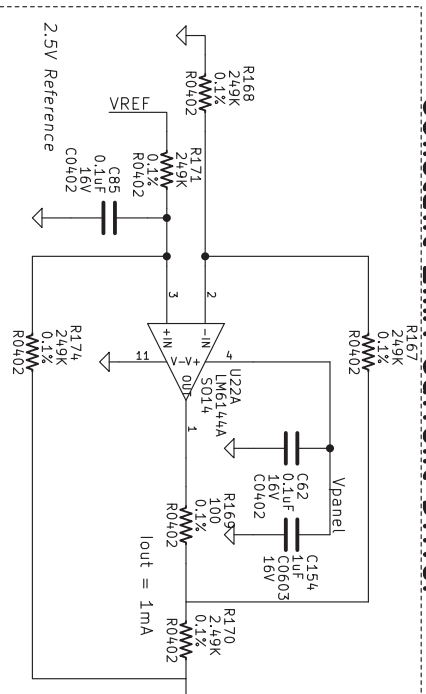 R168
249K
0.1%
R0402
2.5V Reference
VREF
R171
249K
0.1%
R0402
C85
0.1uF
16V
C0402
R167
249K
0.1%
R0402
2
3
-IN
+IN
V-
V+
OUT
4
11
1
U22A
LM6144A
SO14
R174
249K
0.1%
R0402
Vpanel
C62
0.1uF
16V
C0402
C154
1uF
C0603
16V
R169
100
0.1%
R0402
Iout = 1mA
R170
2.49K
0.1%
R0402